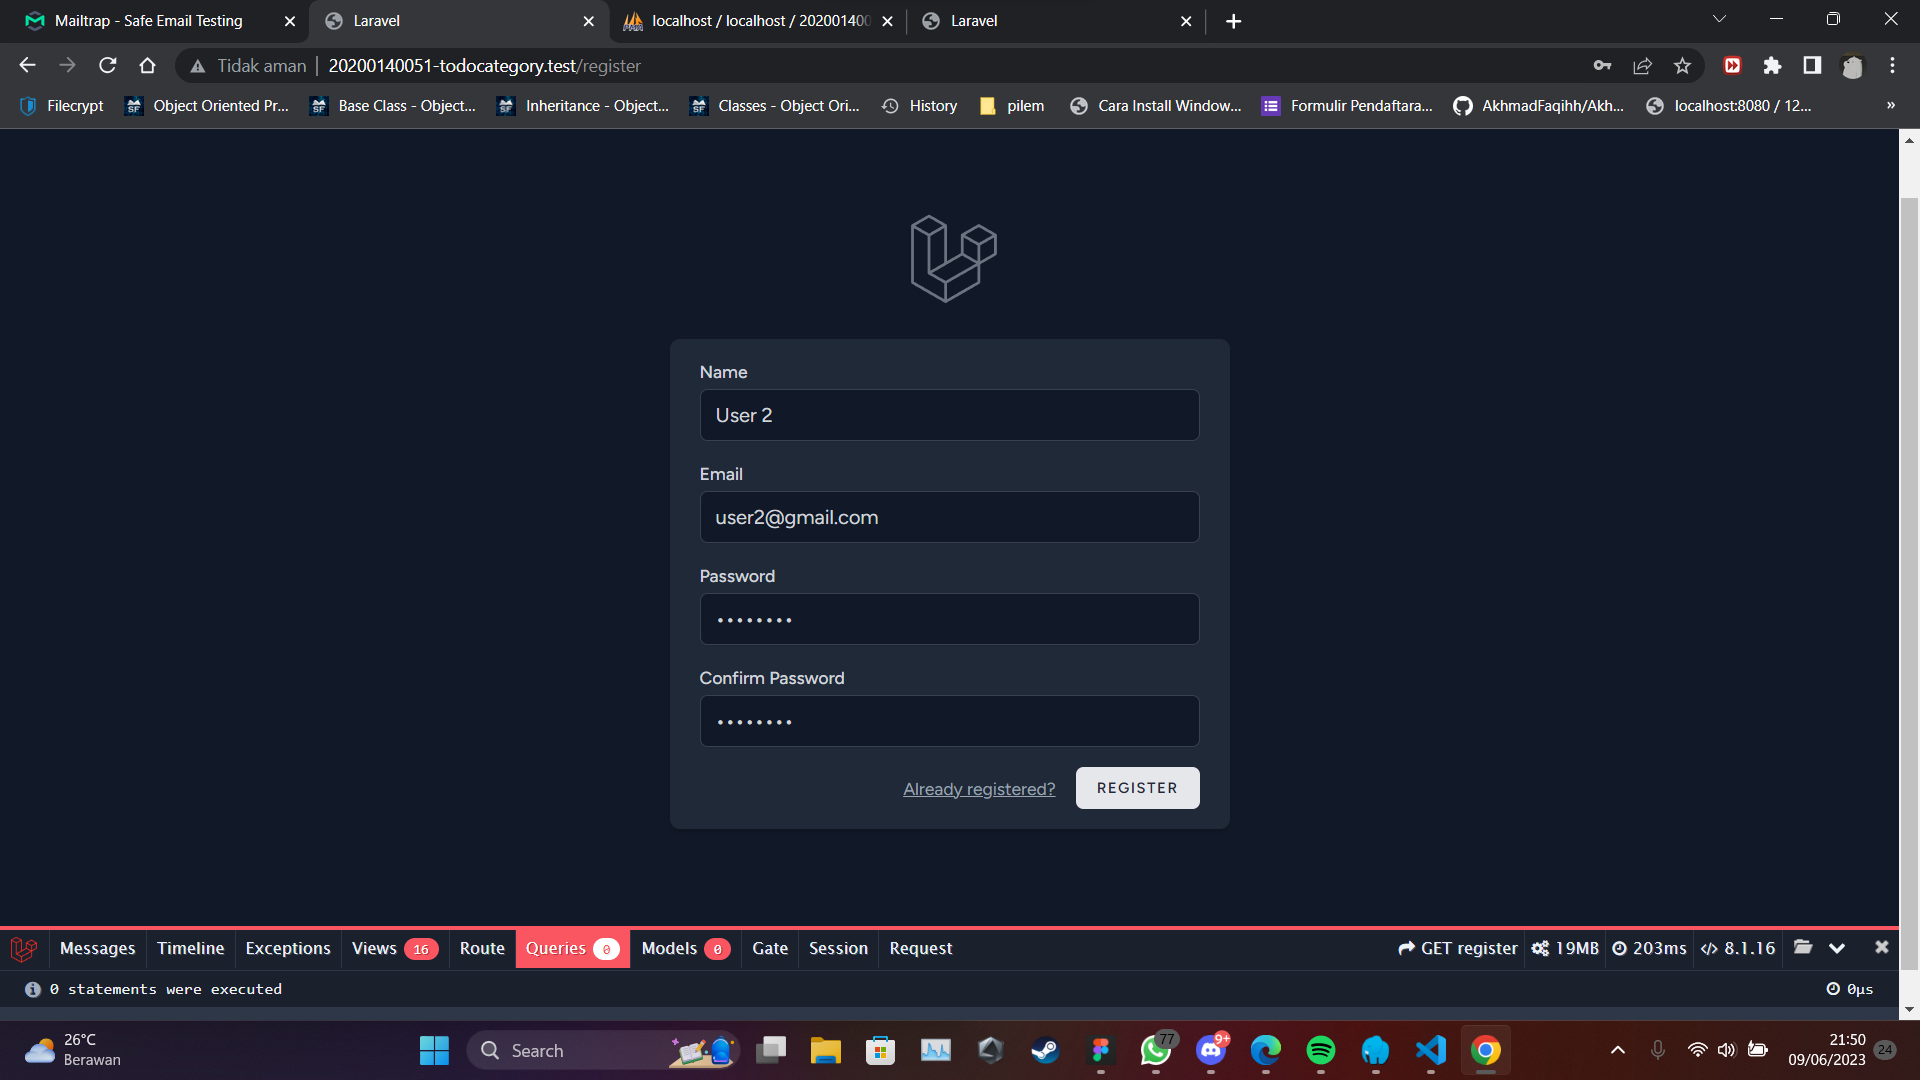 Mailtrap - Safe Email Testing
Laravel
localhost / localhost / 202001400
Laravel
Tidak aman | 20200140051-todocategory.test/register
Filecrypt
Object Oriented Pr...
Base Class - Object...
Inheritance - Object...
Classes - Object Ori...
History
pilem
Cara Install Window...
Formulir Pendaftara...
AkhmadFaqihh/Akh...
localhost:8080 / 12...
»
Name
User 2
Email
user2@gmail.com
Password
Confirm Password
Already registered?
REGISTER
Messages
Timeline
Exceptions
Views 16
Route
Queries 0
Models 0
Gate
Session
Request
GET register
19MB
203ms
8.1.16
0 statements were executed
0μs
26°C
Berawan
Search
77
9+
21:50
09/06/2023
24